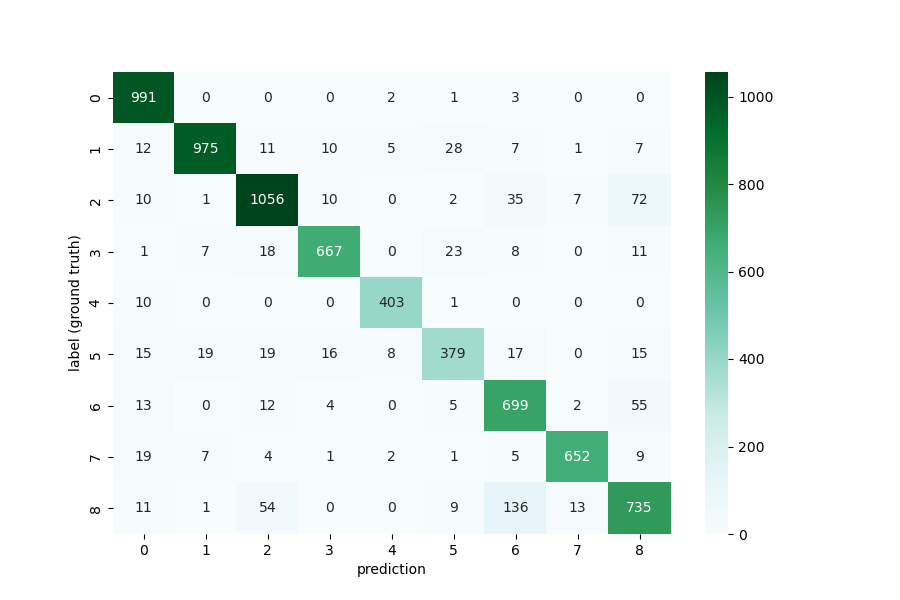 0 991 0 0 0 2 1 3 0 0 1000
1 12 975 11 10 5 28 7 1 7
2 10 1 1056 10 0 2 35 7 72 800
3 1 7 18 667 0 23 8 0 11 600
label (ground truth)
4 10 0 0 0 403 1 0 0 0
5 15 19 19 16 8 379 17 0 15 400
6 13 0 12 4 0 5 699 2 55
7 19 7 4 1 2 1 5 652 9 200
8 11 1 54 0 0 9 136 13 735 0
0 1 2 3 4 5 6 7 8
prediction